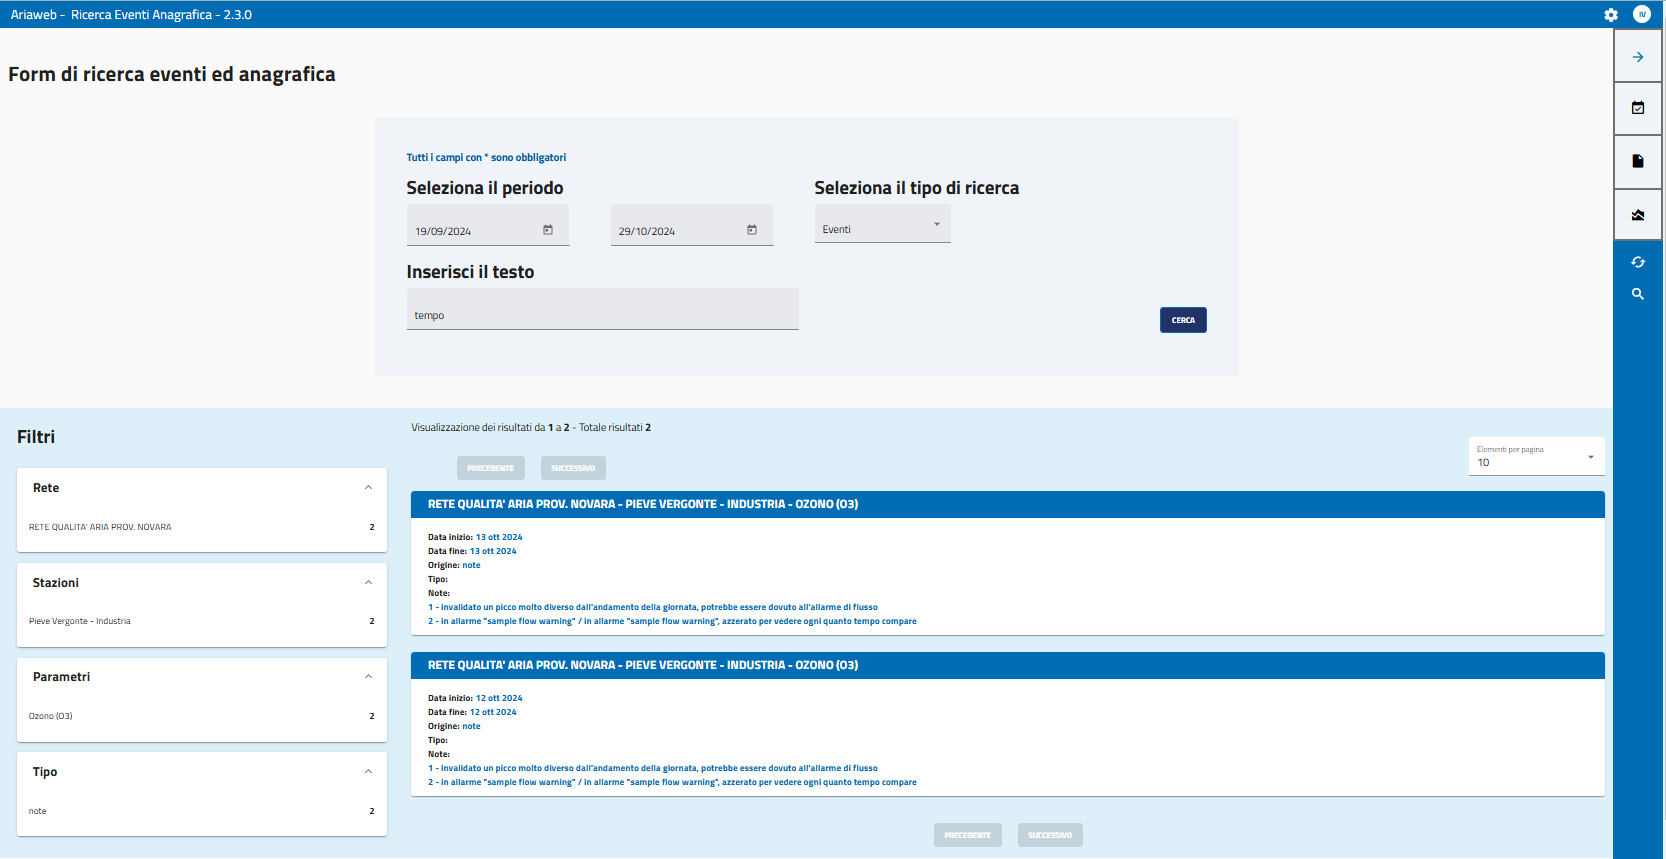 Ariaweb - Ricerca Eventi Anagrafica - 2.3.0
IV
Form di ricerca eventi ed anagrafica
Tutti i campi con * sono obbligatori
Seleziona il periodo
Seleziona il tipo di ricerca
19/09/2024
29/10/2024
Eventi
Inserisci il testo
tempo
CERCA
Filtri
Rete
RETE QUALITA' ARIA PROV. NOVARA 2
Stazioni
Pieve Vergonte - Industria 2
Parametri
Ozono (O3) 2
Tipo
note 2
Visualizzazione dei risultati da 1 a 2 - Totale risultati 2
Elementi per pagina
10
PRECEDENTE
SUCCESSIVO
RETE QUALITA' ARIA PROV. NOVARA - PIEVE VERGONTE - INDUSTRIA - OZONO (O3)
Data inizio: 13 ott 2024
Data fine: 13 ott 2024
Origine: note
Tipo:
Note:
1 - invalidato un picco molto diverso dall'andamento della giornata, potrebbe essere dovuto all'allarme di flusso
2 - in allarme "sample flow warning" / in allarme "sample flow warning", azzerato per vedere ogni quanto tempo compare
RETE QUALITA' ARIA PROV. NOVARA - PIEVE VERGONTE - INDUSTRIA - OZONO (O3)
Data inizio: 12 ott 2024
Data fine: 12 ott 2024
Origine: note
Tipo:
Note:
1 - invalidato un picco molto diverso dall'andamento della giornata, potrebbe essere dovuto all'allarme di flusso
2 - in allarme "sample flow warning" / in allarme "sample flow warning", azzerato per vedere ogni quanto tempo compare
PRECEDENTE
SUCCESSIVO